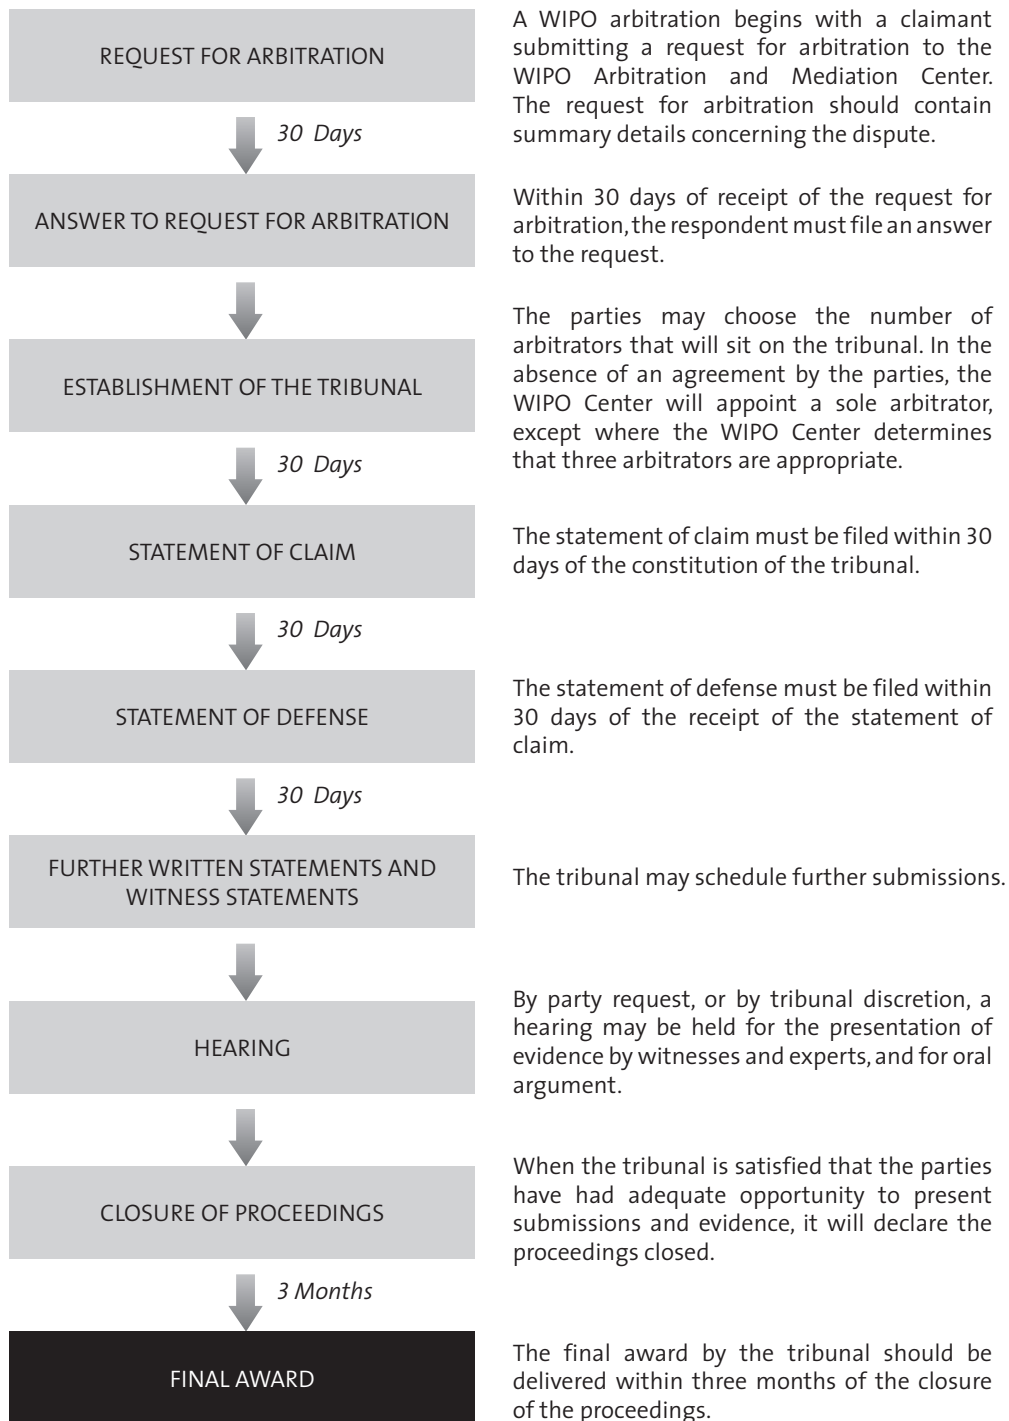 REQUEST FOR ARBITRATION
A WIPO arbitration begins with a claimant
submitting a request for arbitration to the
WIPO Arbitration and Mediation Center.
The request for arbitration should contain
summary details concerning the dispute.
30 Days
ANSWER TO REQUEST FOR ARBITRATION
Within 30 days of receipt of the request for
arbitration, the respondent must file an answer
to the request.
ESTABLISHMENT OF THE TRIBUNAL
The parties may choose the number of
arbitrators that will sit on the tribunal. In the
absence of an agreement by the parties, the
WIPO Center will appoint a sole arbitrator,
except where the WIPO Center determines
that three arbitrators are appropriate.
30 Days
STATEMENT OF CLAIM
The statement of claim must be filed within 30
days of the constitution of the tribunal.
30 Days
STATEMENT OF DEFENSE
The statement of defense must be filed within
30 days of the receipt of the statement of
claim.
30 Days
FURTHER WRITTEN STATEMENTS AND
WITNESS STATEMENTS
The tribunal may schedule further submissions.
HEARING
By party request, or by tribunal discretion, a
hearing may be held for the presentation of
evidence by witnesses and experts, and for oral
argument.
CLOSURE OF PROCEEDINGS
When the tribunal is satisfied that the parties
have had adequate opportunity to present
submissions and evidence, it will declare the
proceedings closed.
3 Months
FINAL AWARD
The final award by the tribunal should be
delivered within three months of the closure
of the proceedings.